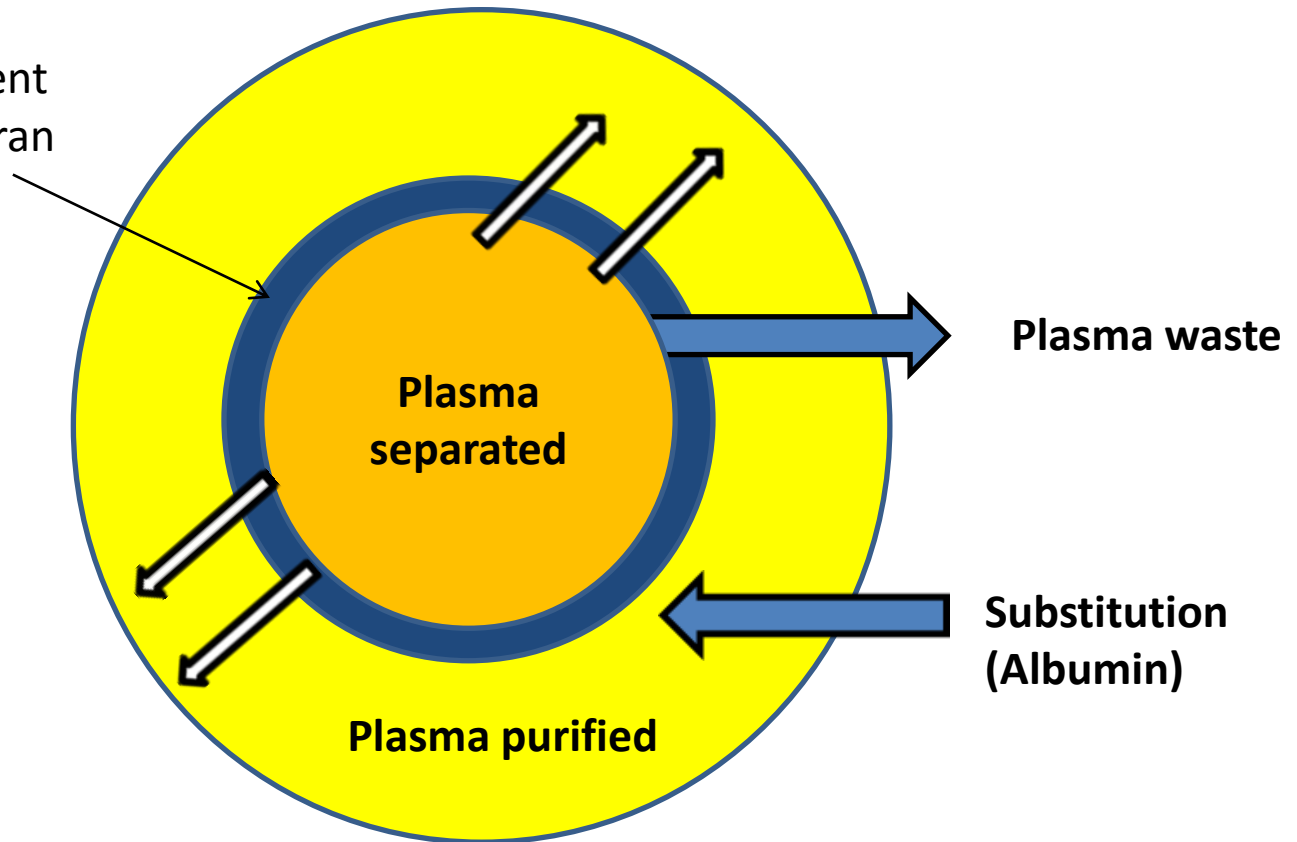 ent
ran
Plasma waste
Plasma
separated
Substitution
(Albumin)
Plasma purified